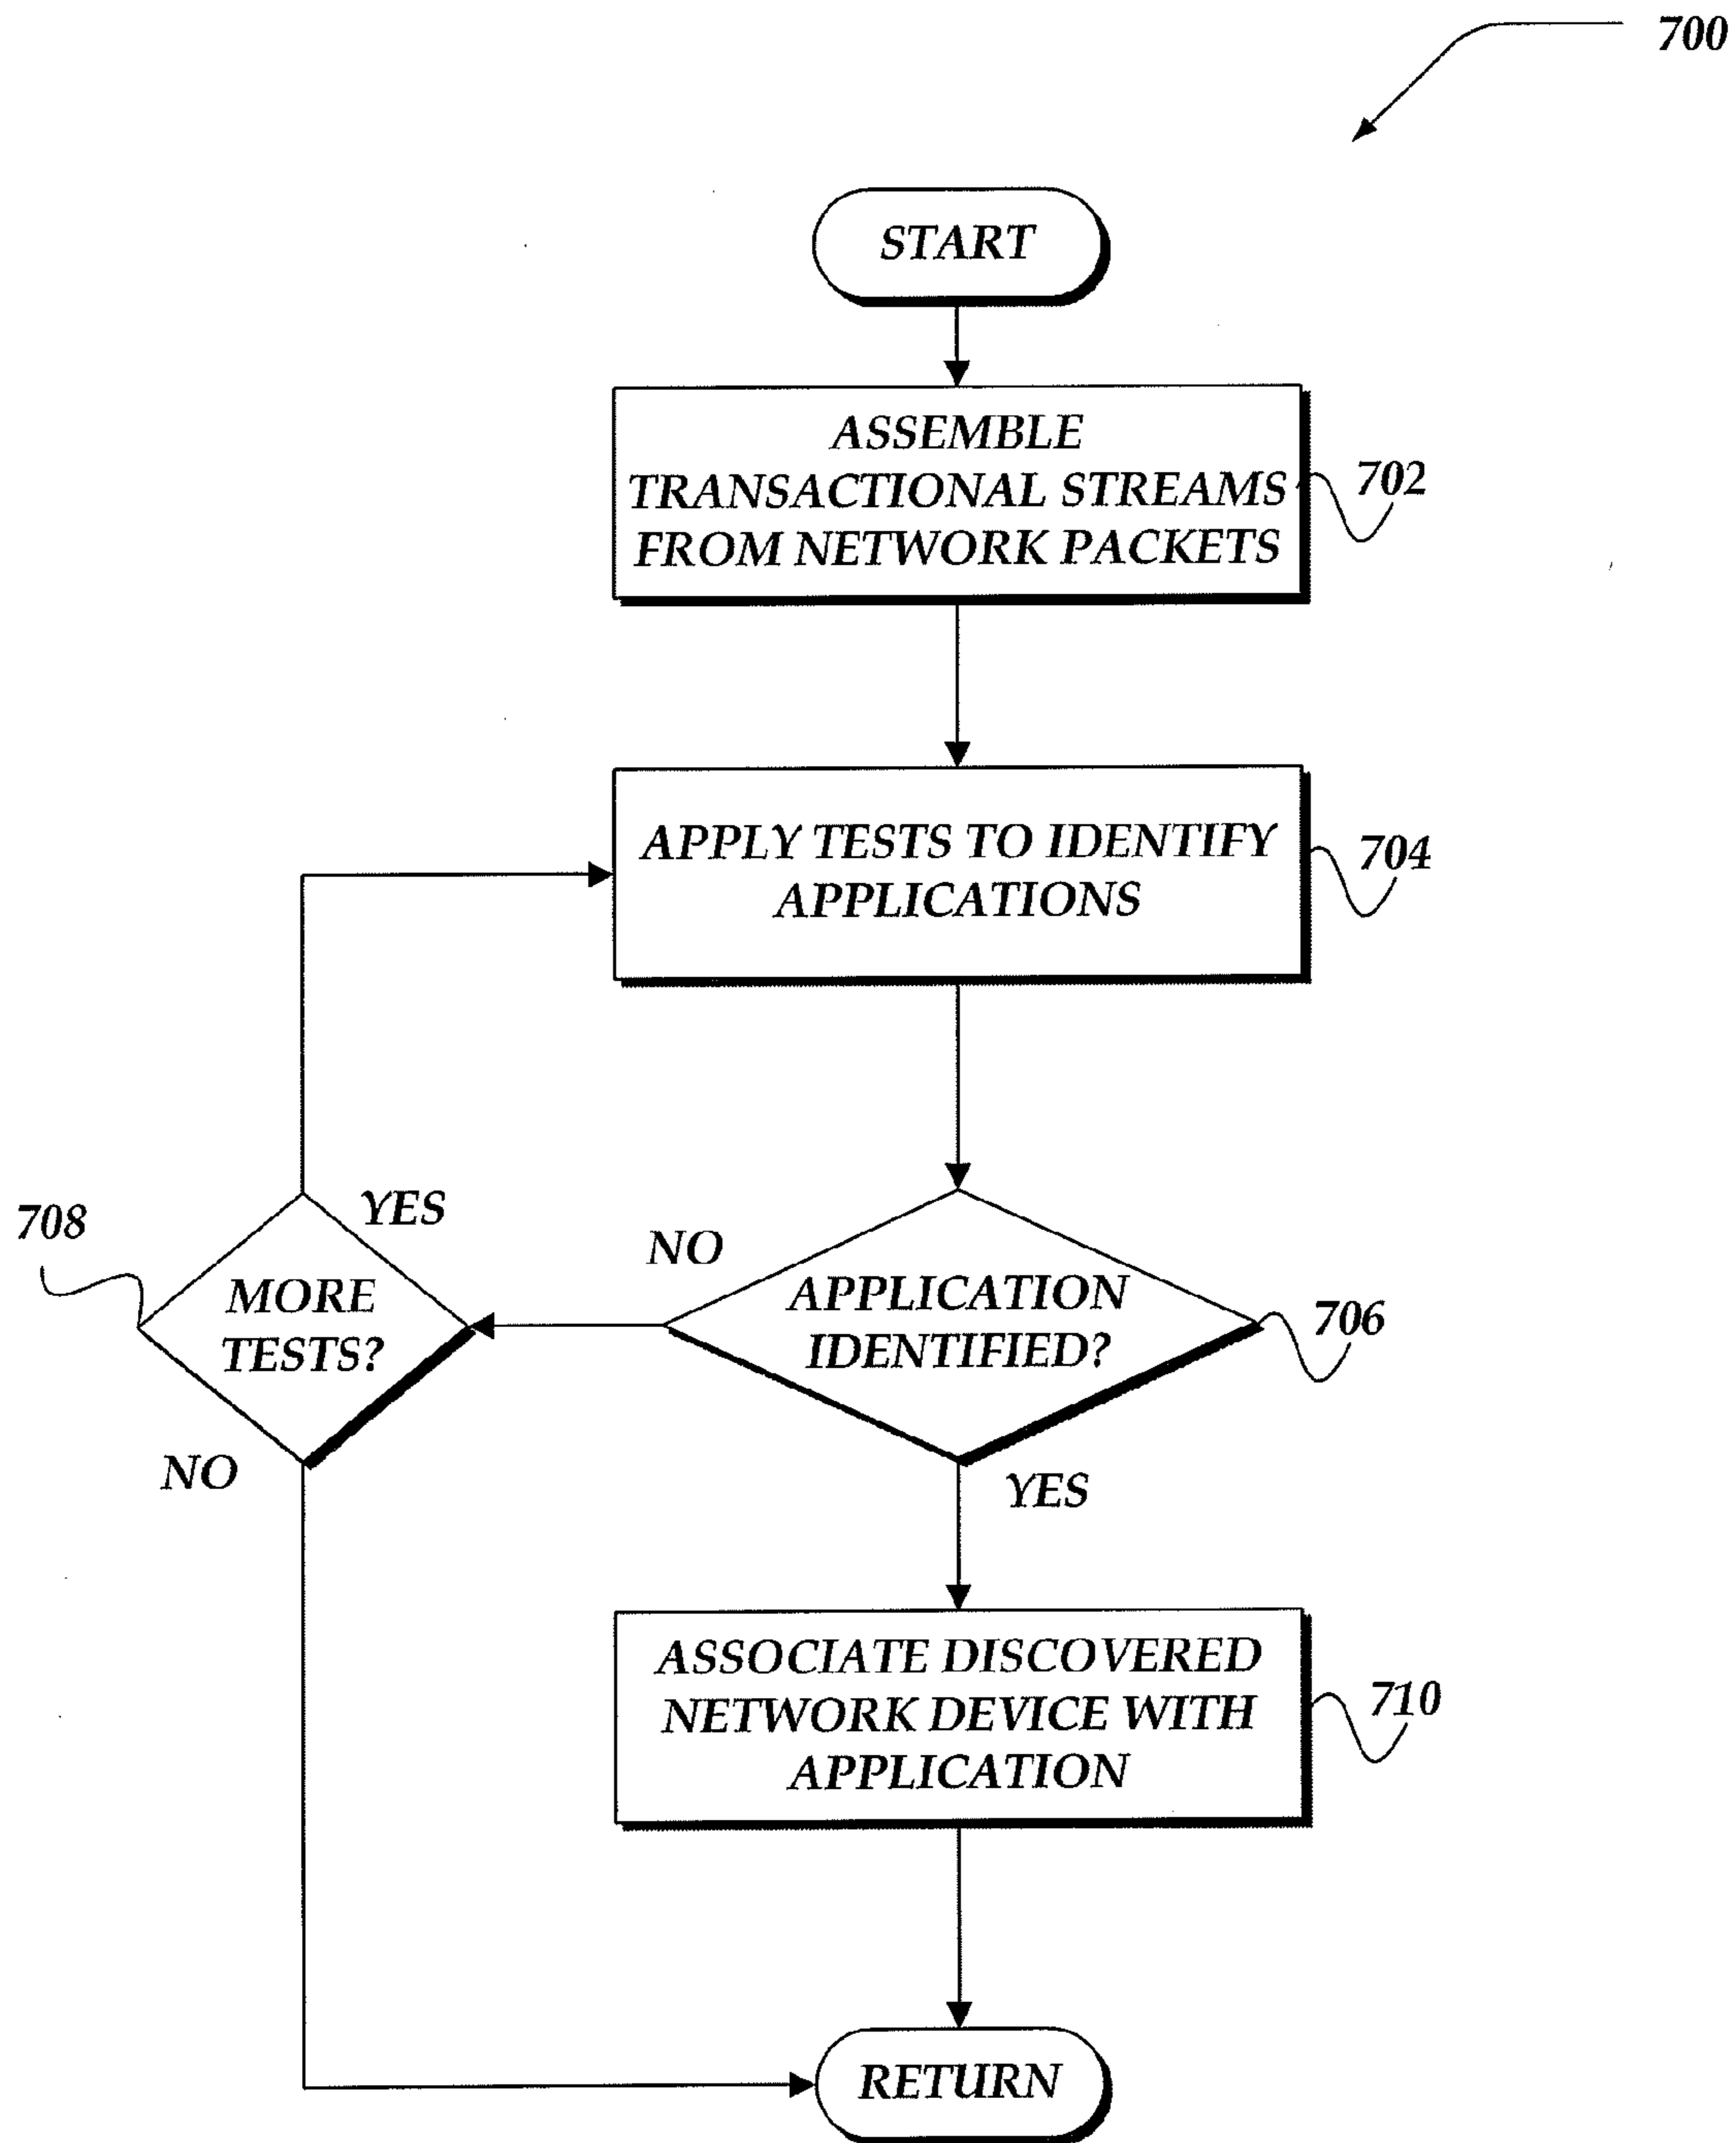 700
START
ASSEMBLE
TRANSACTIONAL STREAMS
FROM NETWORK PACKETS
702
APPLY TESTS TO IDENTIFY
APPLICATIONS
704
708
YES
MORE
TESTS?
NO
NO
APPLICATION
IDENTIFIED?
706
YES
ASSOCIATE DISCOVERED
NETWORK DEVICE WITH
APPLICATION
710
RETURN